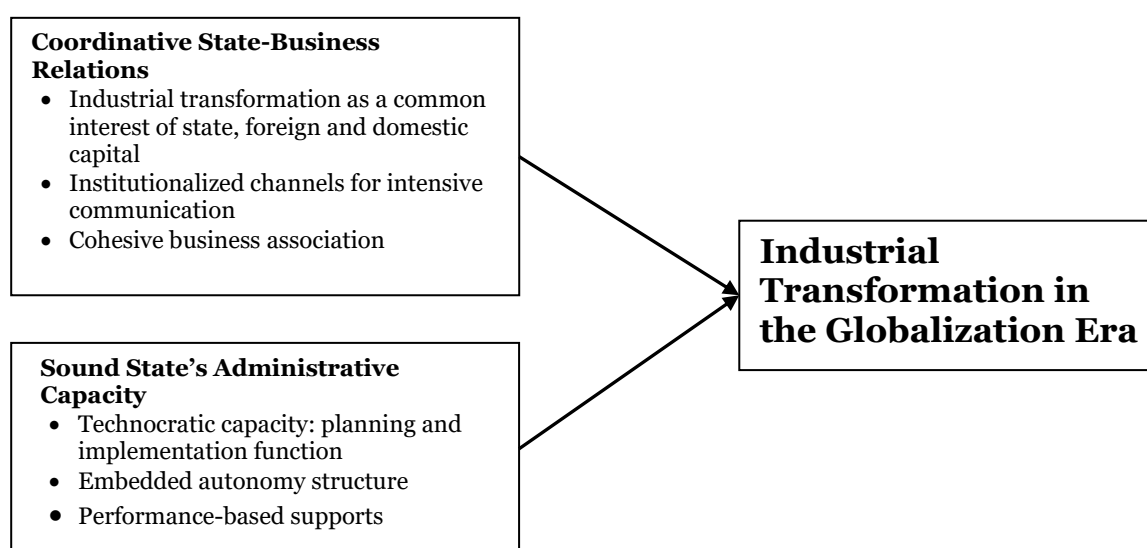 Coordinative State-Business
Relations
• Industrial transformation as a common
interest of state, foreign and domestic
capital
• Institutionalized channels for intensive
communication
• Cohesive business association
Industrial
Transformation in
the Globalization Era
Sound State’s Administrative
Capacity
• Technocratic capacity: planning and
implementation function
• Embedded autonomy structure
• Performance-based supports